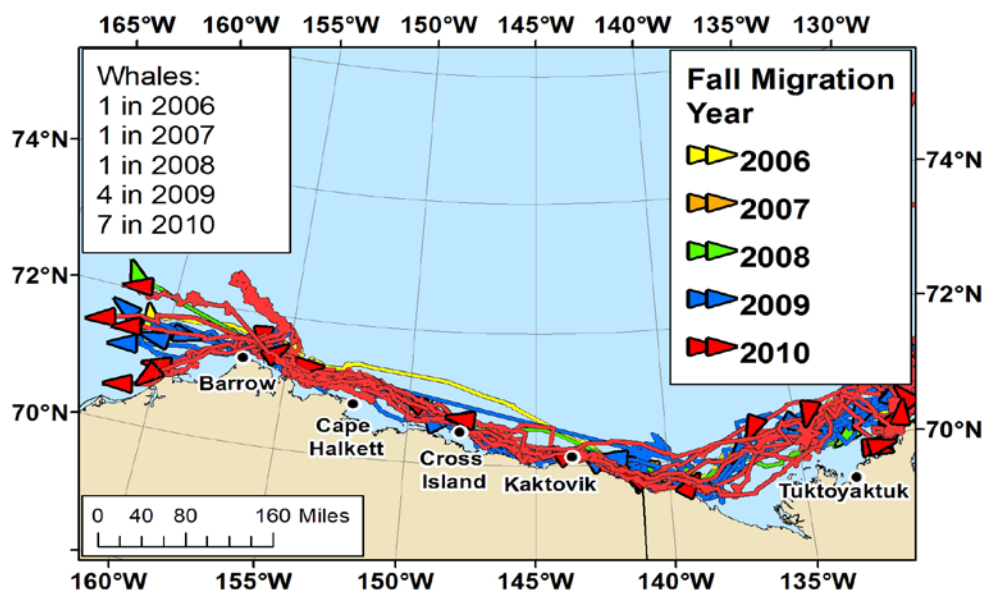 165°W 160°W 155°W 150°W 145°W 140°W 135°W 130°W
Whales:
1 in 2006
1 in 2007
1 in 2008
4 in 2009
7 in 2010
Fall Migration
Year
2006
2007
2008
2009
2010
74°N
72°N
70°N
74°N
72°N
70°N
Barrow
Cape
Halkett
Cross
Island
Kaktovik
Tuktoyaktuk
0 40 80 160 Miles
160°W 155°W 150°W 145°W 140°W 135°W